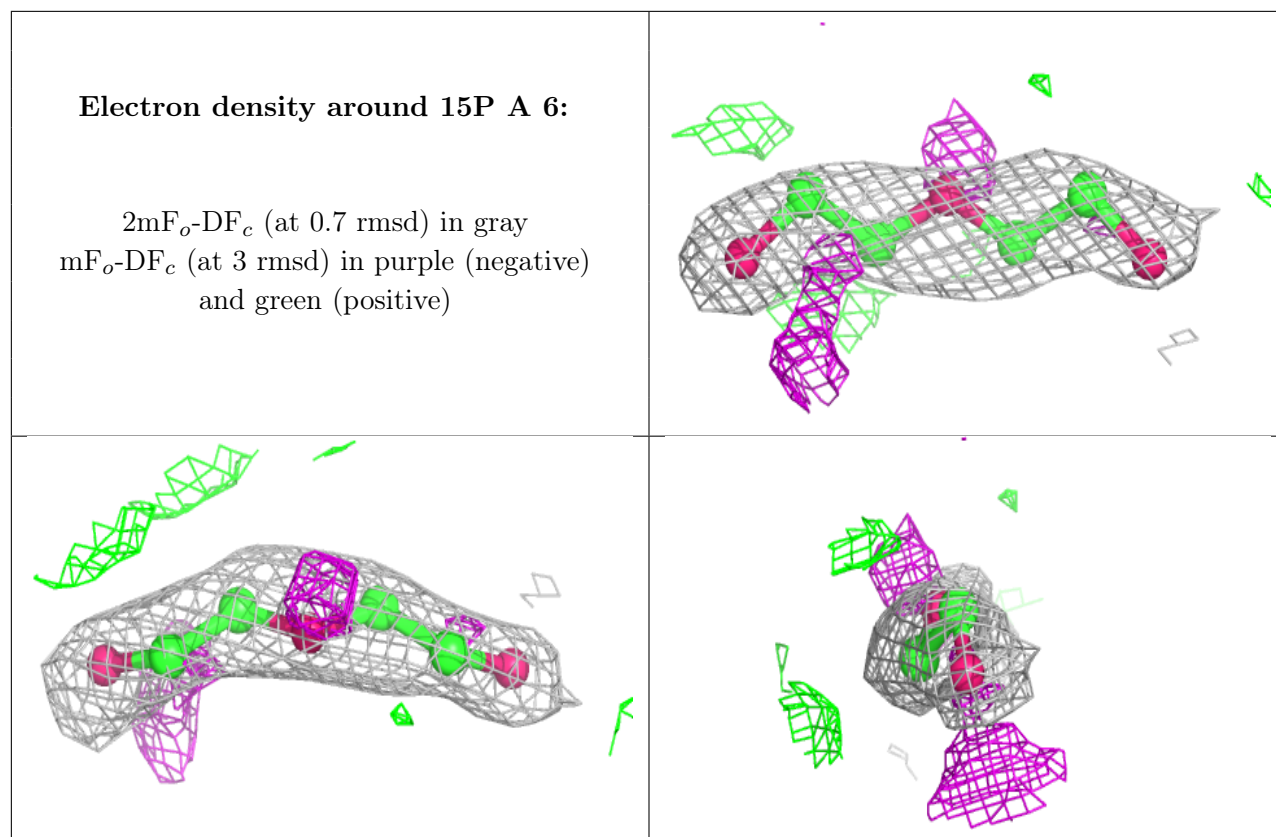 Electron density around 15P A 6:
2mFo-DFc (at 0.7 rmsd) in gray
mFo-DFc (at 3 rmsd) in purple (negative)
and green (positive)